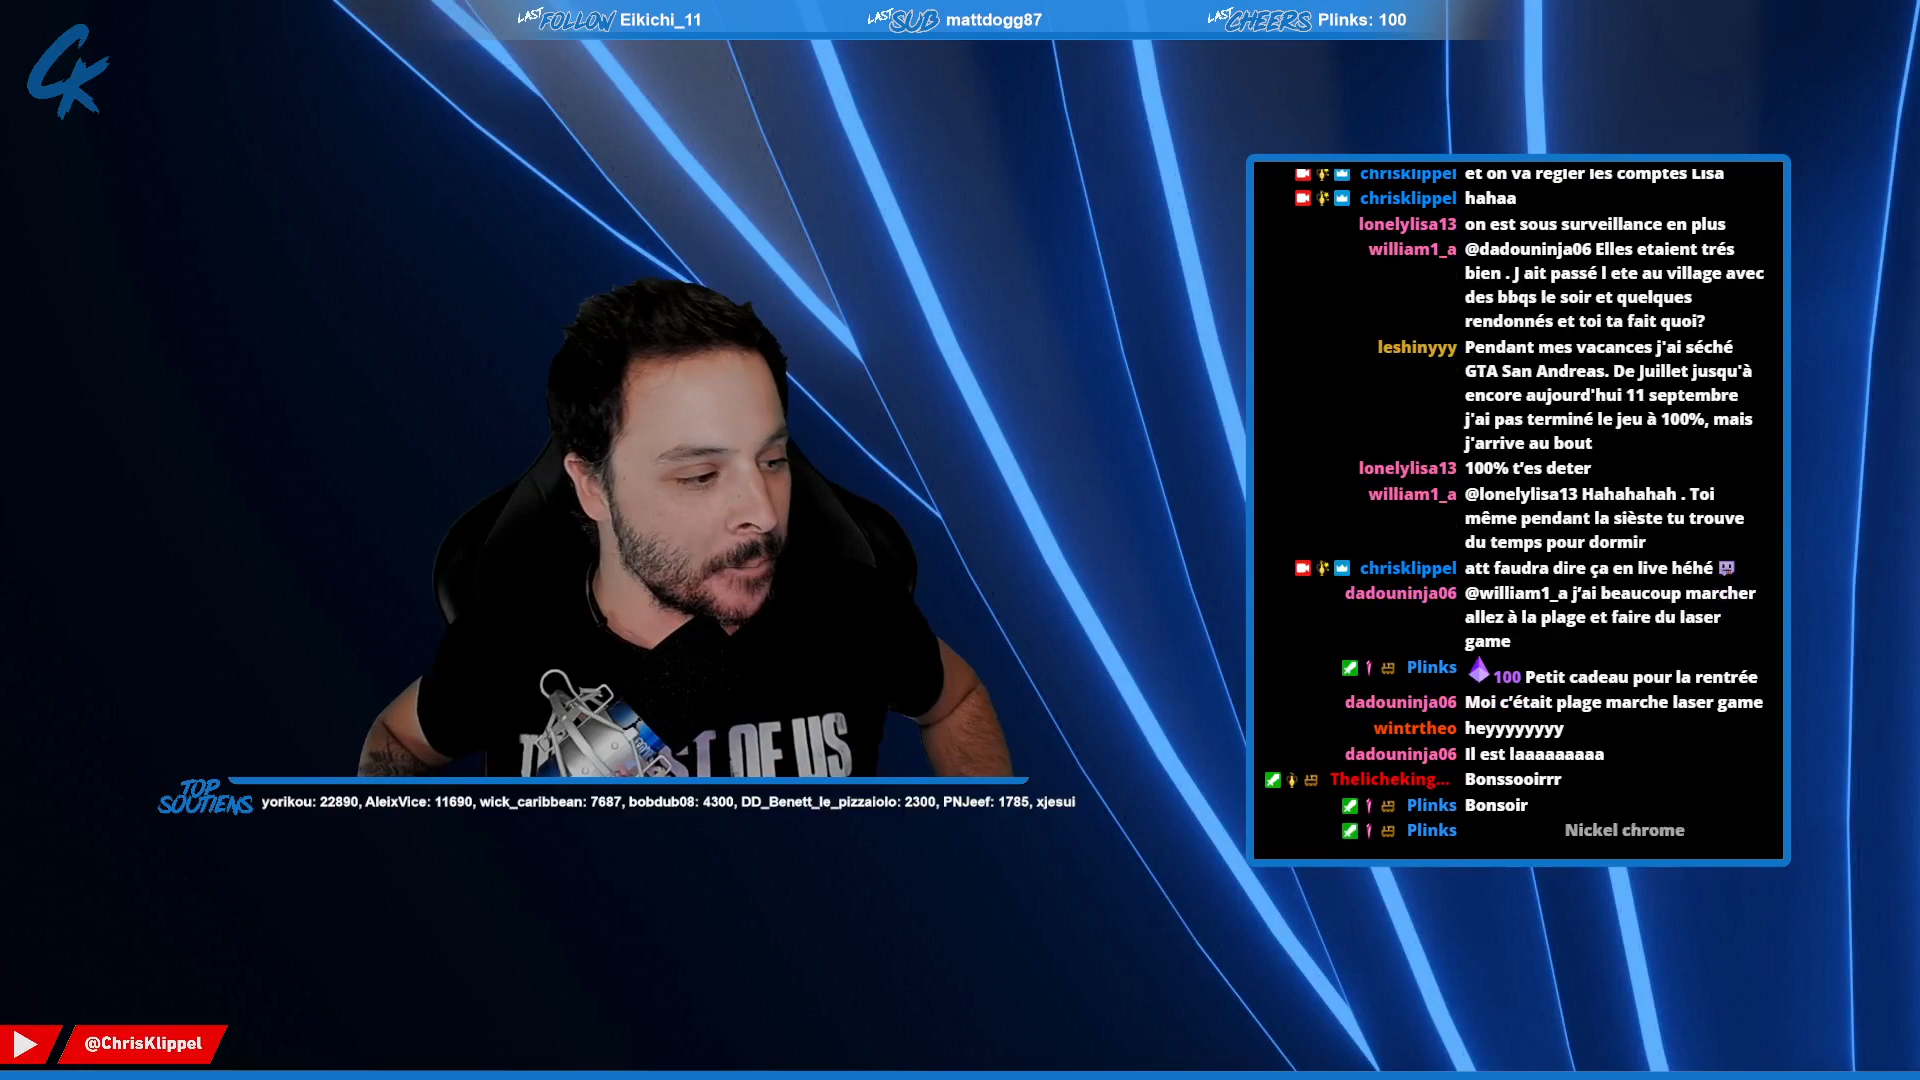 LAST FOLLOW Eikichi_11
LAST SUB mattdogg87
LAST CHEERS Plinks: 100
CK
chrisklippel et on va regler les comptes Lisa
chrisklippel hahaa
lonelylisa13 on est sous surveillance en plus
william1_a @dadouninja06 Elles etaient trés
bien . J ait passé l ete au village avec
des bbqs le soir et quelques
rendonnés et toi ta fait quoi?
leshinyyy Pendant mes vacances j'ai séché
GTA San Andreas. De Juillet jusqu'à
encore aujourd'hui 11 septembre
j'ai pas terminé le jeu à 100%, mais
j'arrive au bout
lonelylisa13 100% t’es deter
william1_a @lonelylisa13 Hahahahah . Toi
même pendant la sièste tu trouve
du temps pour dormir
chrisklippel att faudra dire ça en live héhé
dadouninja06 @william1_a j’ai beaucoup marcher
allez à la plage et faire du laser
game
Plinks 100 Petit cadeau pour la rentrée
dadouninja06 Moi c’était plage marche laser game
wintrtheo heyyyyyyyy
dadouninja06 Il est laaaaaaaaa
Thelicheking... Bonssooirrr
Plinks Bonsoir
Plinks Nickel chrome
OF US
TOP SOUTIENS yorikou: 22890, AleixVice: 11690, wick_caribbean: 7687, bobdub08: 4300, DD_Benett_le_pizzaiolo: 2300, PNJeef: 1785, xjesui
@ChrisKlippel